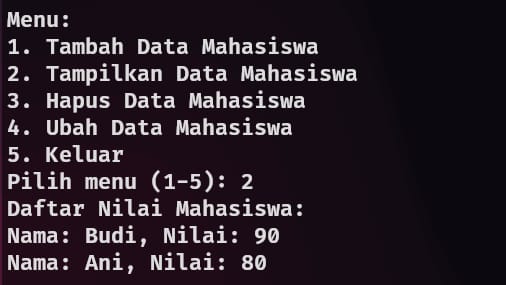 Menu:
1. Tambah Data Mahasiswa
2. Tampilkan Data Mahasiswa
3. Hapus Data Mahasiswa
4. Ubah Data Mahasiswa
5. Keluar
Pilih menu (1-5): 2
Daftar Nilai Mahasiswa:
Nama: Budi, Nilai: 90
Nama: Ani, Nilai: 80